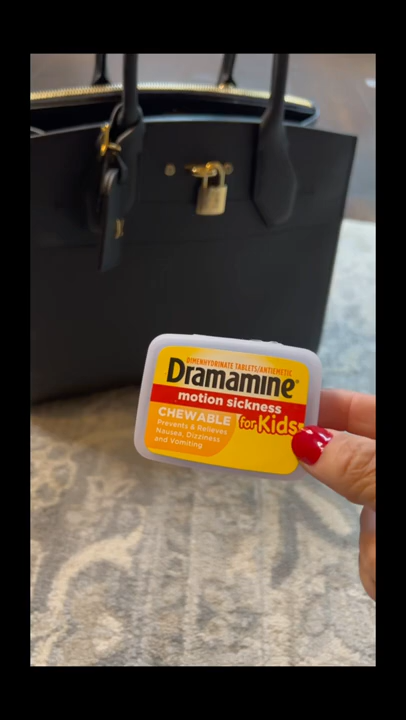 DIMENHYDRINATE TABLETS/ANTIEMETIC
Dramamine®
motion sickness
CHEWABLE
for Kids
Prevents & Relieves
Nausea, Dizziness
and Vomiting